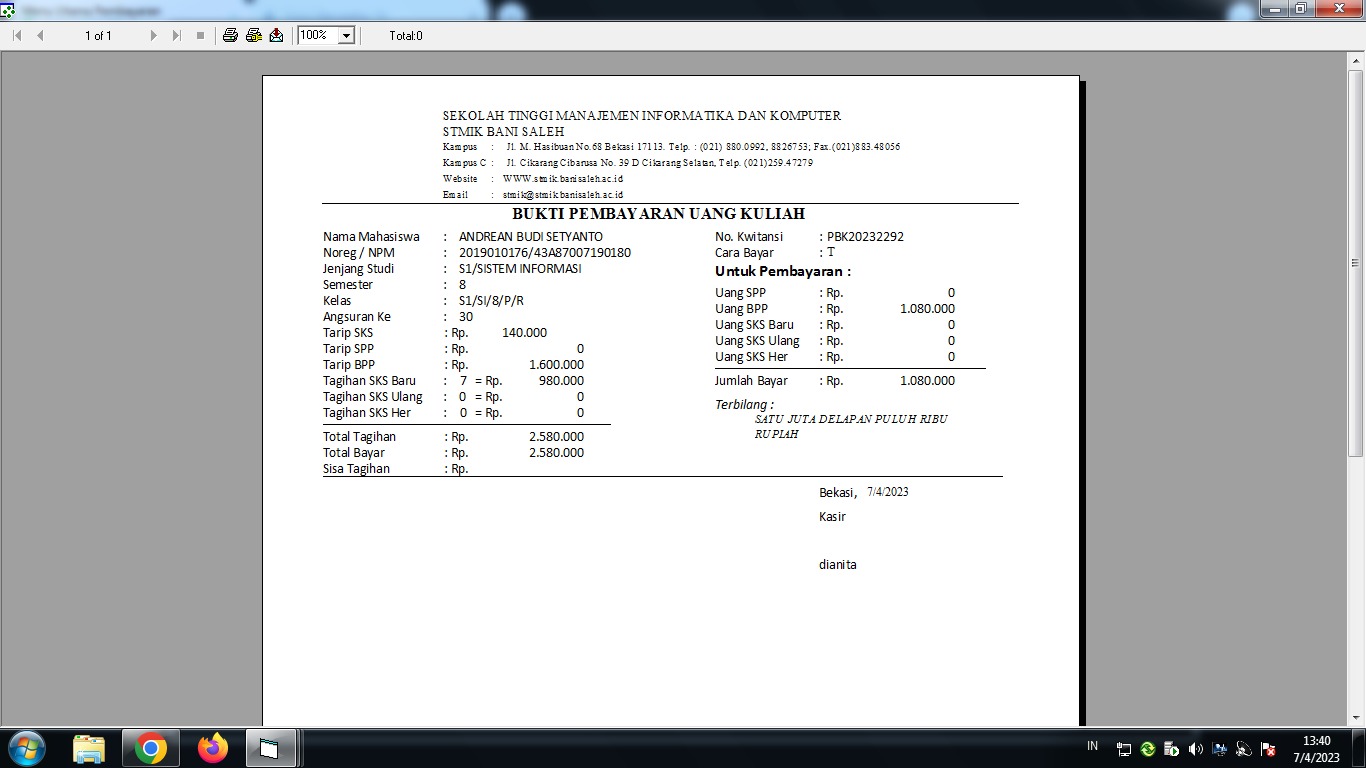 1 of 1
100%
Total:0
SEKOLAH TINGGI MANAJEMEN INFORMATIKA DAN KOMPUTER
STMIK BANI SALEH
Kampus : Jl. M. Hasibuan No.68 Bekasi 17113. Telp. : (021) 880.0992, 8826753; Fax.(021)883.48056
Kampus C : Jl. Cikarang Cibarusa No. 39 D Cikarang Selatan, Telp. (021)259.47279
Website : WWW.stmik.banisaleh.ac.id
Email : stmik@stmik.banisaleh.ac.id
BUKTI PEMBAYARAN UANG KULIAH
Nama Mahasiswa : ANDREAN BUDI SETYANTO
Noreg / NPM : 2019010176/43A87007190180
Jenjang Studi : S1/SISTEM INFORMASI
Semester : 8
Kelas : S1/SI/8/P/R
Angsuran Ke : 30
Tarip SKS : Rp. 140.000
Tarip SPP : Rp. 0
Tarip BPP : Rp. 1.600.000
Tagihan SKS Baru : 7 = Rp. 980.000
Tagihan SKS Ulang : 0 = Rp. 0
Tagihan SKS Her : 0 = Rp. 0
Total Tagihan : Rp. 2.580.000
Total Bayar : Rp. 2.580.000
Sisa Tagihan : Rp.
No. Kwitansi : PBK20232292
Cara Bayar : T
Untuk Pembayaran :
Uang SPP : Rp. 0
Uang BPP : Rp. 1.080.000
Uang SKS Baru : Rp. 0
Uang SKS Ulang : Rp. 0
Uang SKS Her : Rp. 0
Jumlah Bayar : Rp. 1.080.000
Terbilang :
SATU JUTA DELAPAN PULUH RIBU
RUPIAH
Bekasi, 7/4/2023
Kasir
dianita
IN
13:40
7/4/2023